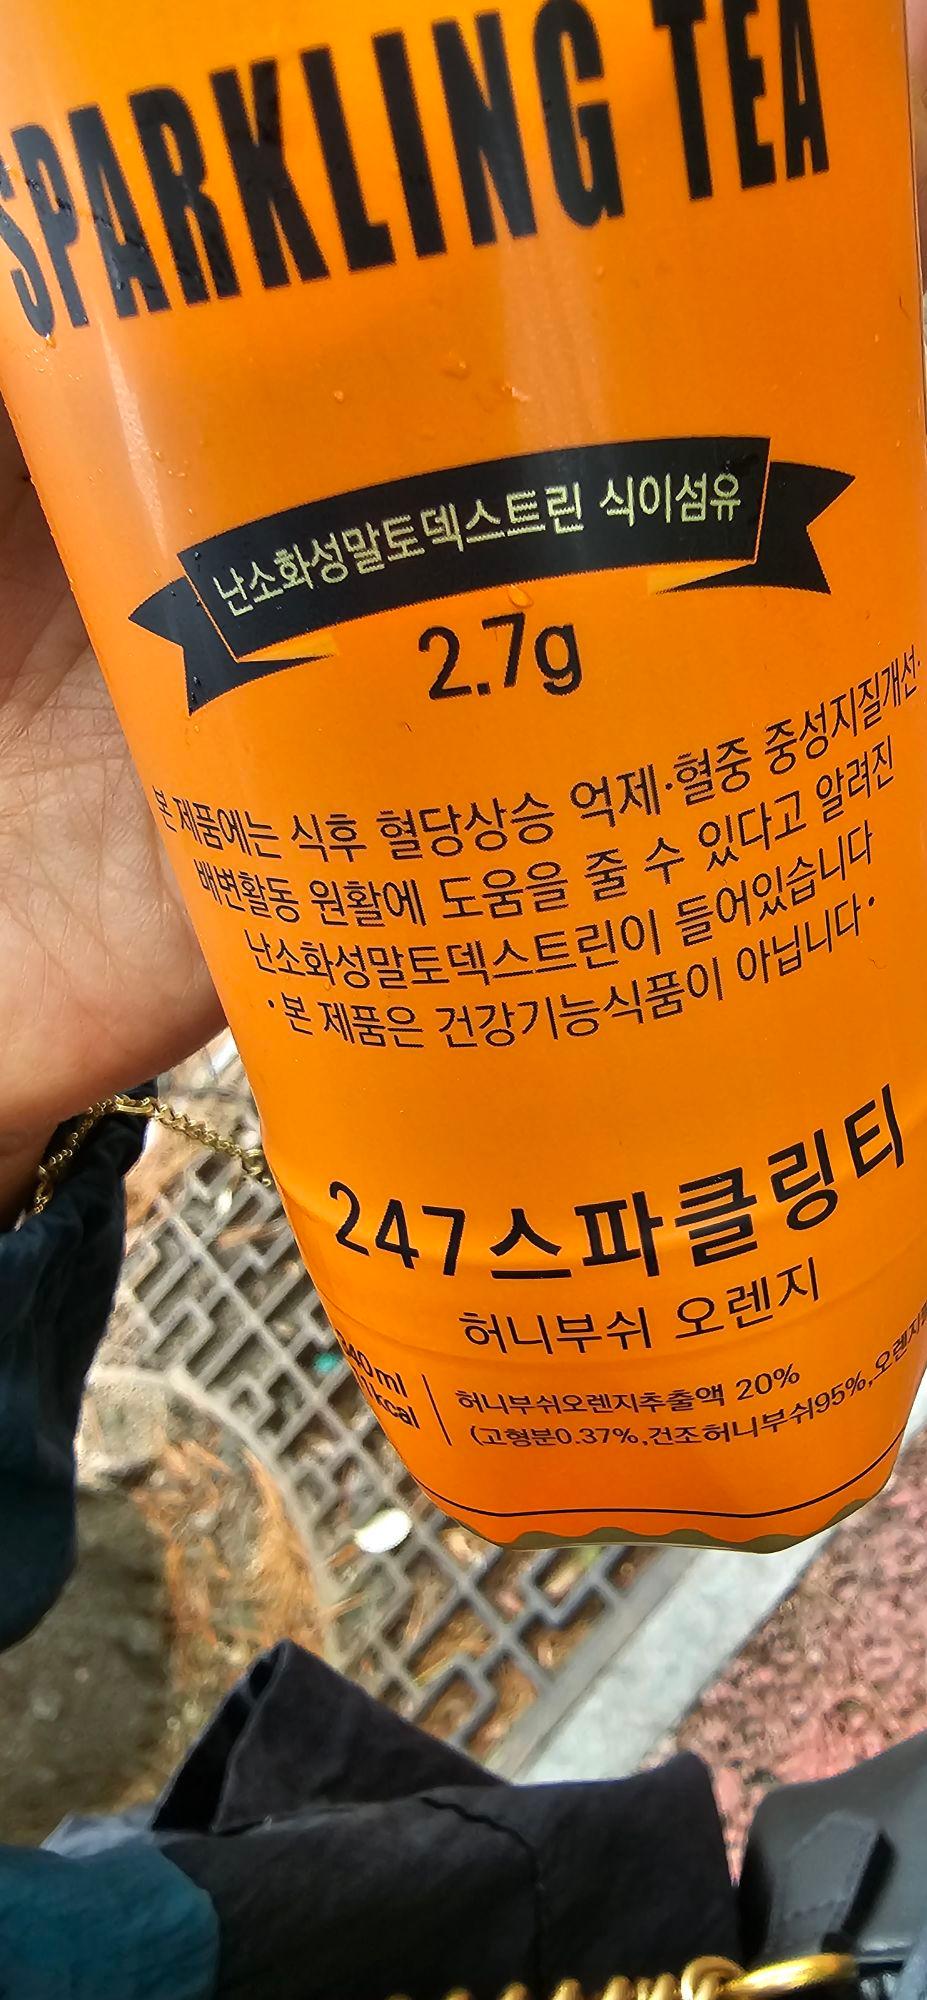 SPARKLING TEA
난소화성말토덱스트린 식이섬유
2.7g
본 제품에는 식후 혈당상승 억제·혈중 중성지질개선·
배변활동 원활에 도움을 줄 수 있다고 알려진
난소화성말토덱스트린이 들어있습니다
·본 제품은 건강기능식품이 아닙니다·
247스파클링티
허니부쉬 오렌지
허니부쉬오렌지추출액 20%
(고형분0.37%,건조허니부쉬95%,오렌지